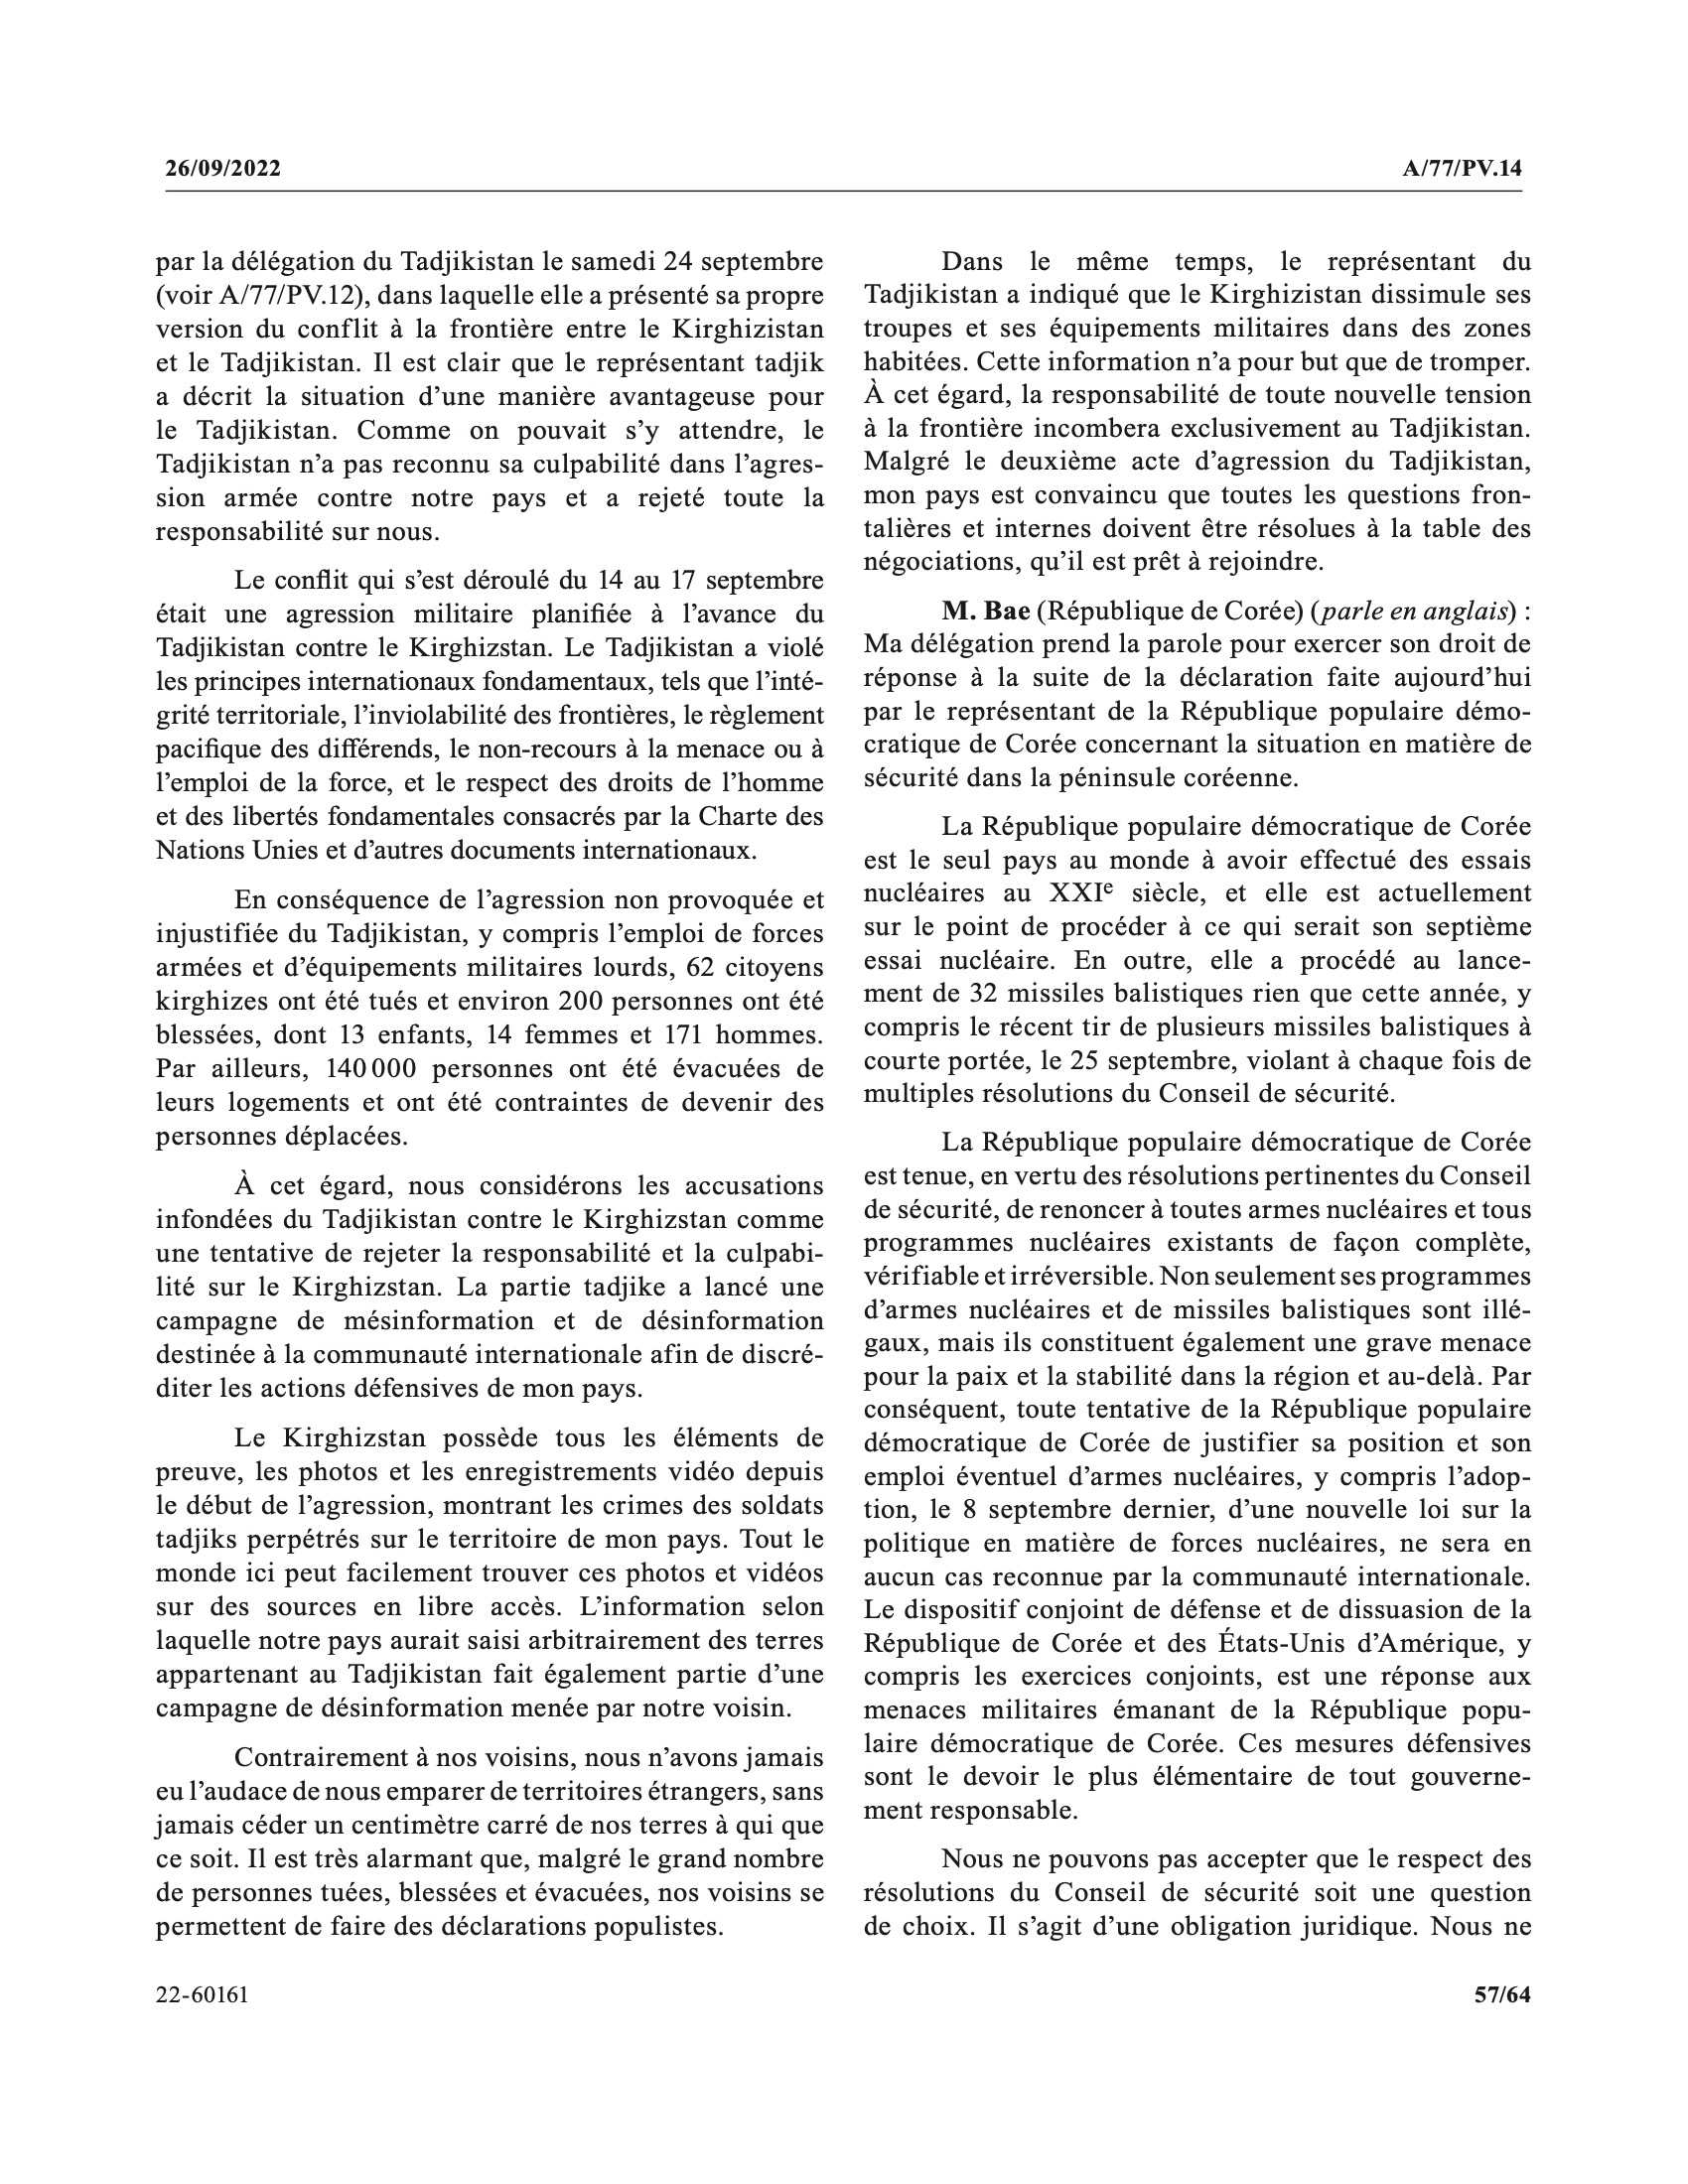 26/09/2022
A/77/PV.14
par la délégation du Tadjikistan le samedi 24 septembre
(voir A/77/PV.12), dans laquelle elle a présenté sa propre
version du conflit à la frontière entre le Kirghizistan
et le Tadjikistan. Il est clair que le représentant tadjik
a décrit la situation d’une manière avantageuse pour
le Tadjikistan. Comme on pouvait s’y attendre, le
Tadjikistan n’a pas reconnu sa culpabilité dans l’agres-
sion armée contre notre pays et a rejeté toute la
responsabilité sur nous.
Le conflit qui s’est déroulé du 14 au 17 septembre
était une agression militaire planifiée à l’avance du
Tadjikistan contre le Kirghizstan. Le Tadjikistan a violé
les principes internationaux fondamentaux, tels que l’inté-
grité territoriale, l’inviolabilité des frontières, le règlement
pacifique des différends, le non-recours à la menace ou à
l’emploi de la force, et le respect des droits de l’homme
et des libertés fondamentales consacrés par la Charte des
Nations Unies et d’autres documents internationaux.
En conséquence de l’agression non provoquée et
injustifiée du Tadjikistan, y compris l’emploi de forces
armées et d’équipements militaires lourds, 62 citoyens
kirghizes ont été tués et environ 200 personnes ont été
blessées, dont 13 enfants, 14 femmes et 171 hommes.
Par ailleurs, 140 000 personnes ont été évacuées de
leurs logements et ont été contraintes de devenir des
personnes déplacées.
À cet égard, nous considérons les accusations
infondées du Tadjikistan contre le Kirghizstan comme
une tentative de rejeter la responsabilité et la culpabi-
lité sur le Kirghizstan. La partie tadjike a lancé une
campagne de mésinformation et de désinformation
destinée à la communauté internationale afin de discré-
diter les actions défensives de mon pays.
Le Kirghizstan possède tous les éléments de
preuve, les photos et les enregistrements vidéo depuis
le début de l’agression, montrant les crimes des soldats
tadjiks perpétrés sur le territoire de mon pays. Tout le
monde ici peut facilement trouver ces photos et vidéos
sur des sources en libre accès. L’information selon
laquelle notre pays aurait saisi arbitrairement des terres
appartenant au Tadjikistan fait également partie d’une
campagne de désinformation menée par notre voisin.
Contrairement à nos voisins, nous n’avons jamais
eu l’audace de nous emparer de territoires étrangers, sans
jamais céder un centimètre carré de nos terres à qui que
ce soit. Il est très alarmant que, malgré le grand nombre
de personnes tuées, blessées et évacuées, nos voisins se
permettent de faire des déclarations populistes.
Dans le même temps, le représentant du
Tadjikistan a indiqué que le Kirghizistan dissimule ses
troupes et ses équipements militaires dans des zones
habitées. Cette information n’a pour but que de tromper.
À cet égard, la responsabilité de toute nouvelle tension
à la frontière incombera exclusivement au Tadjikistan.
Malgré le deuxième acte d’agression du Tadjikistan,
mon pays est convaincu que toutes les questions fron-
talières et internes doivent être résolues à la table des
négociations, qu’il est prêt à rejoindre.
M. Bae (République de Corée) (parle en anglais) :
Ma délégation prend la parole pour exercer son droit de
réponse à la suite de la déclaration faite aujourd’hui
par le représentant de la République populaire démo-
cratique de Corée concernant la situation en matière de
sécurité dans la péninsule coréenne.
La République populaire démocratique de Corée
est le seul pays au monde à avoir effectué des essais
nucléaires au XXIe siècle, et elle est actuellement
sur le point de procéder à ce qui serait son septième
essai nucléaire. En outre, elle a procédé au lance-
ment de 32 missiles balistiques rien que cette année, y
compris le récent tir de plusieurs missiles balistiques à
courte portée, le 25 septembre, violant à chaque fois de
multiples résolutions du Conseil de sécurité.
La République populaire démocratique de Corée
est tenue, en vertu des résolutions pertinentes du Conseil
de sécurité, de renoncer à toutes armes nucléaires et tous
programmes nucléaires existants de façon complète,
vérifiable et irréversible. Non seulement ses programmes
d’armes nucléaires et de missiles balistiques sont illé-
gaux, mais ils constituent également une grave menace
pour la paix et la stabilité dans la région et au-delà. Par
conséquent, toute tentative de la République populaire
démocratique de Corée de justifier sa position et son
emploi éventuel d’armes nucléaires, y compris l’adop-
tion, le 8 septembre dernier, d’une nouvelle loi sur la
politique en matière de forces nucléaires, ne sera en
aucun cas reconnue par la communauté internationale.
Le dispositif conjoint de défense et de dissuasion de la
République de Corée et des États-Unis d’Amérique, y
compris les exercices conjoints, est une réponse aux
menaces militaires émanant de la République popu-
laire démocratique de Corée. Ces mesures défensives
sont le devoir le plus élémentaire de tout gouverne-
ment responsable.
Nous ne pouvons pas accepter que le respect des
résolutions du Conseil de sécurité soit une question
de choix. Il s’agit d’une obligation juridique. Nous ne
22-60161
57/64